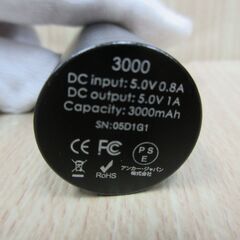 3000
DC input: 5.0V 0.8A
DC output: 5.0V 1A
Capacity: 3000mAh
SN:05D1G1
CE FC RoHS PSE
アンカー・ジャパン
株式会社